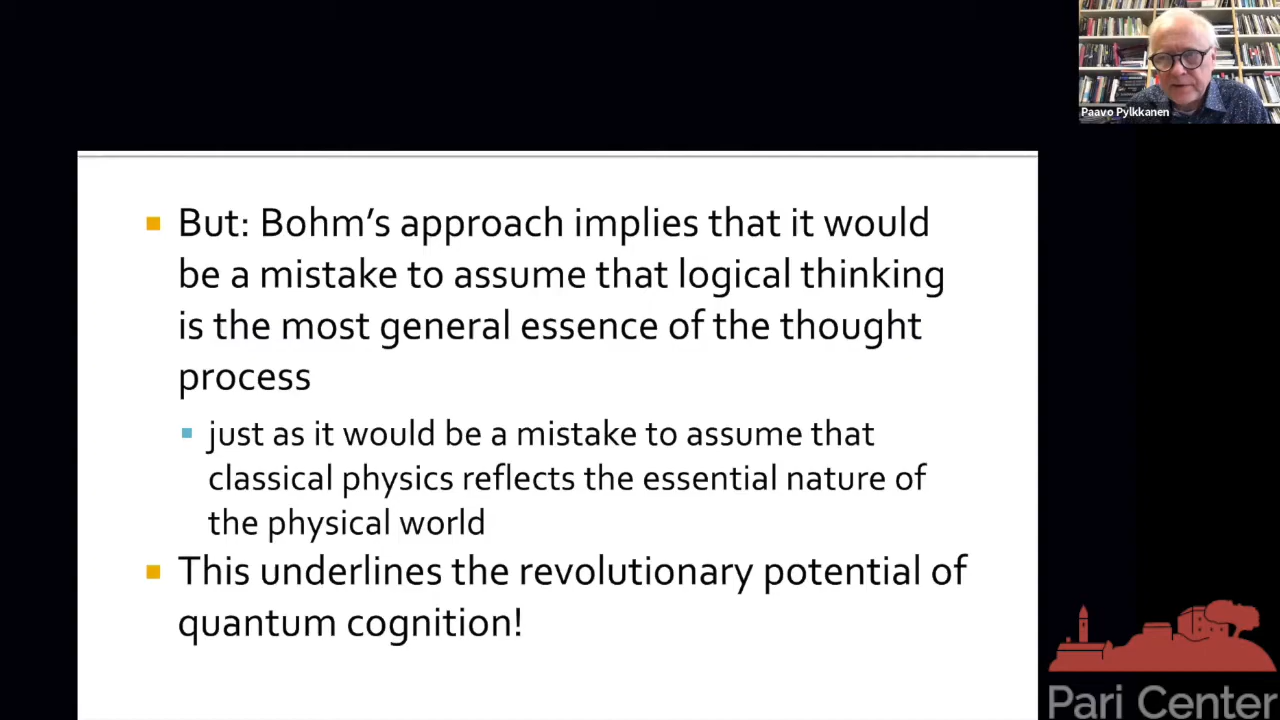 Paavo Pylkkanen
But: Bohm's approach implies that it would
be a mistake to assume that logical thinking
is the most general essence of the thought
process
just as it would be a mistake to assume that
classical physics reflects the essential nature of
the physical world
This underlines the revolutionary potential of
quantum cognition!
Pari Center